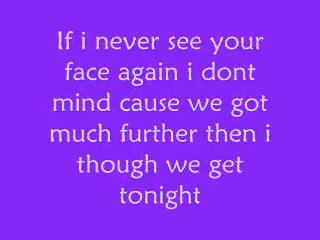 If i never see your
face again i dont
mind cause we got
much further then i
though we get
tonight